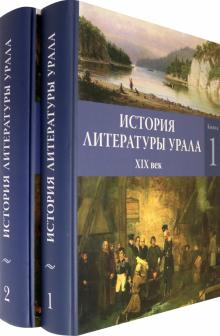 ИСТОРИЯ ЛИТЕРАТУРЫ УРАЛА
2
ИСТОРИЯ ЛИТЕРАТУРЫ УРАЛА
1
Книга
1
ИСТОРИЯ
ЛИТЕРАТУРЫ УРАЛА
XIX век